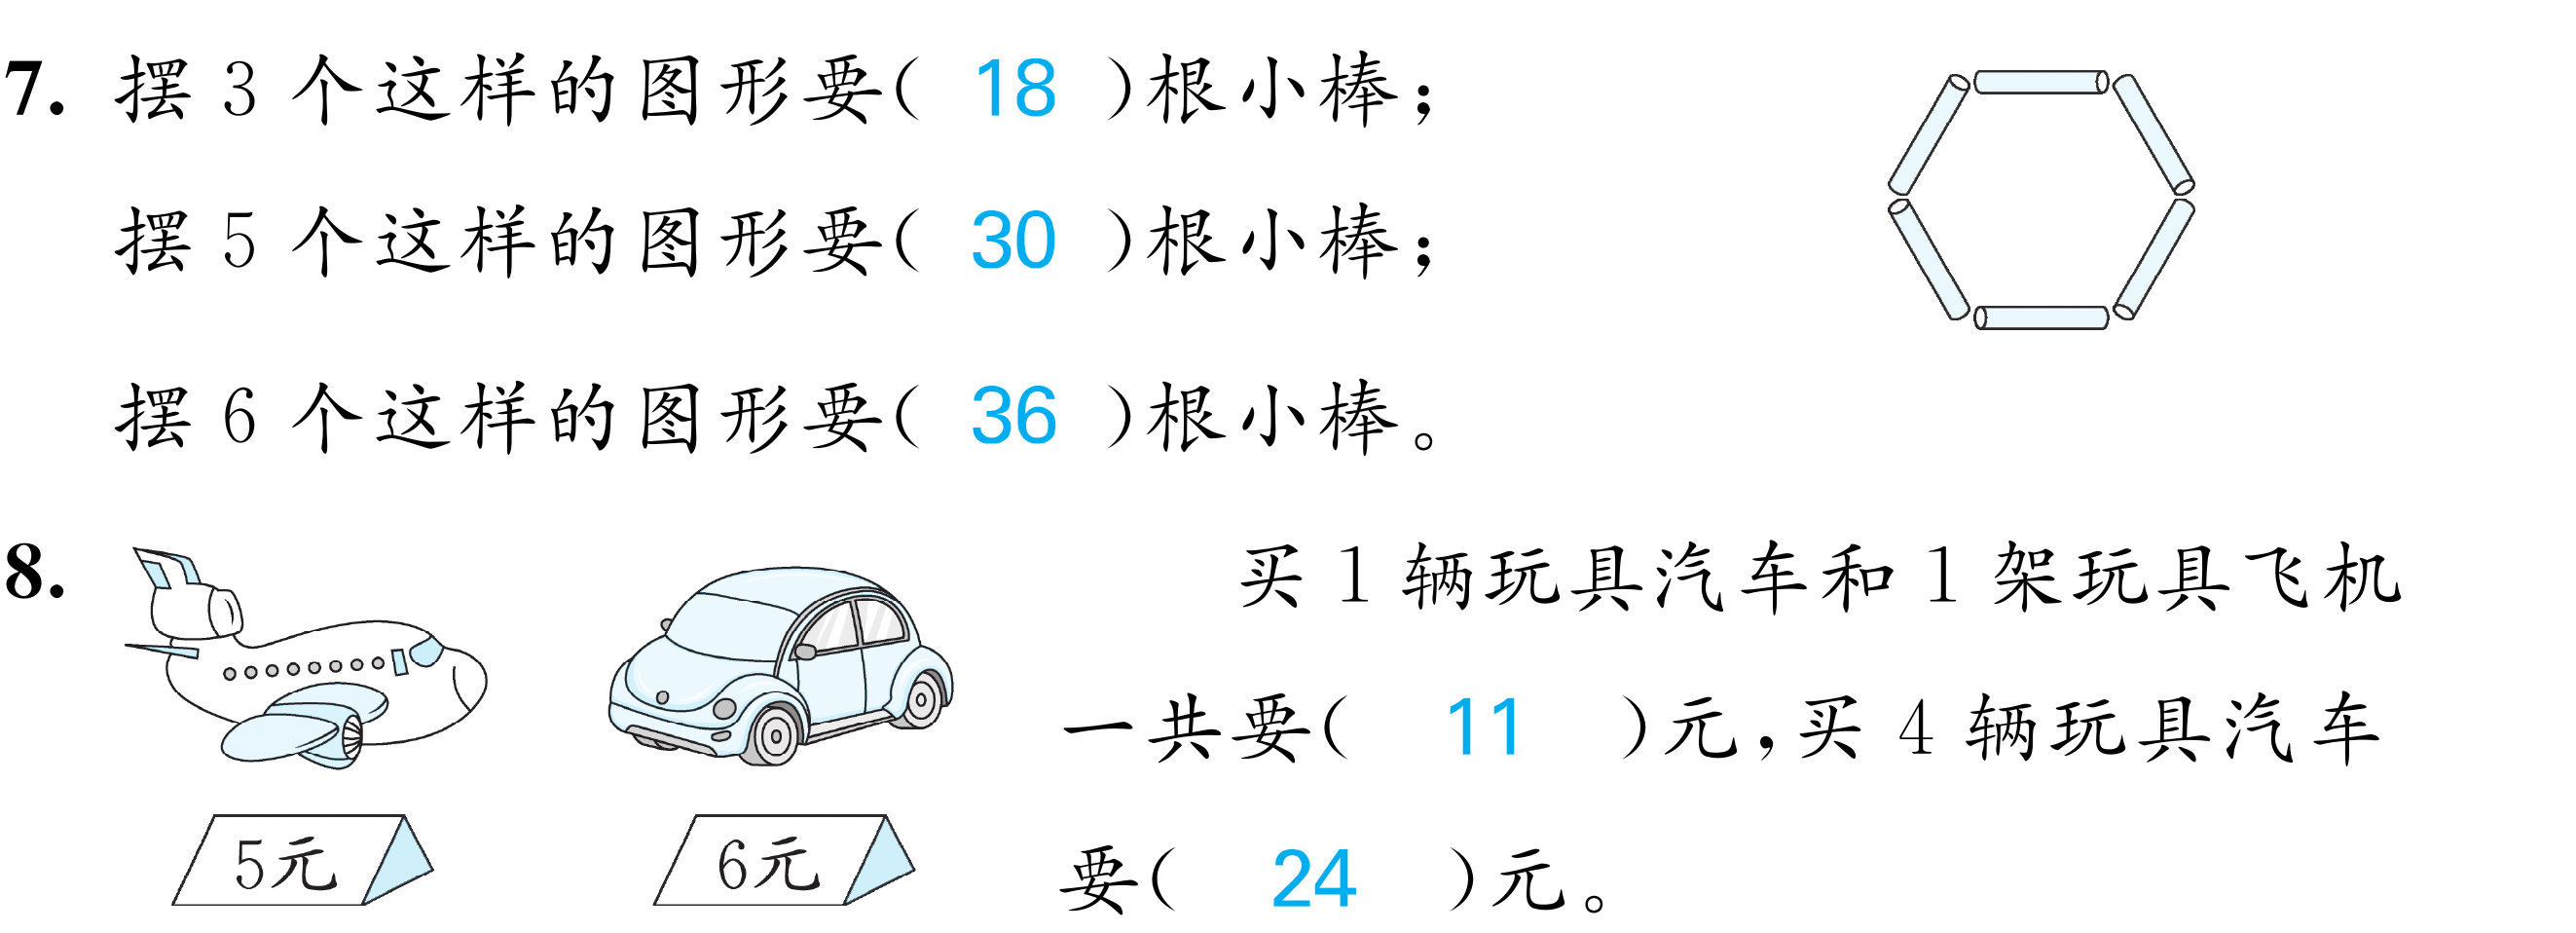 7. 摆 3 个这样的图形要( 18 )根小棒;
摆 5 个这样的图形要( 30 )根小棒;
摆 6 个这样的图形要( 36 )根小棒。
8. 买 1 辆玩具汽车和 1 架玩具飞机
一共要( 11 )元,买 4 辆玩具汽车
要( 24 )元。
5元
6元